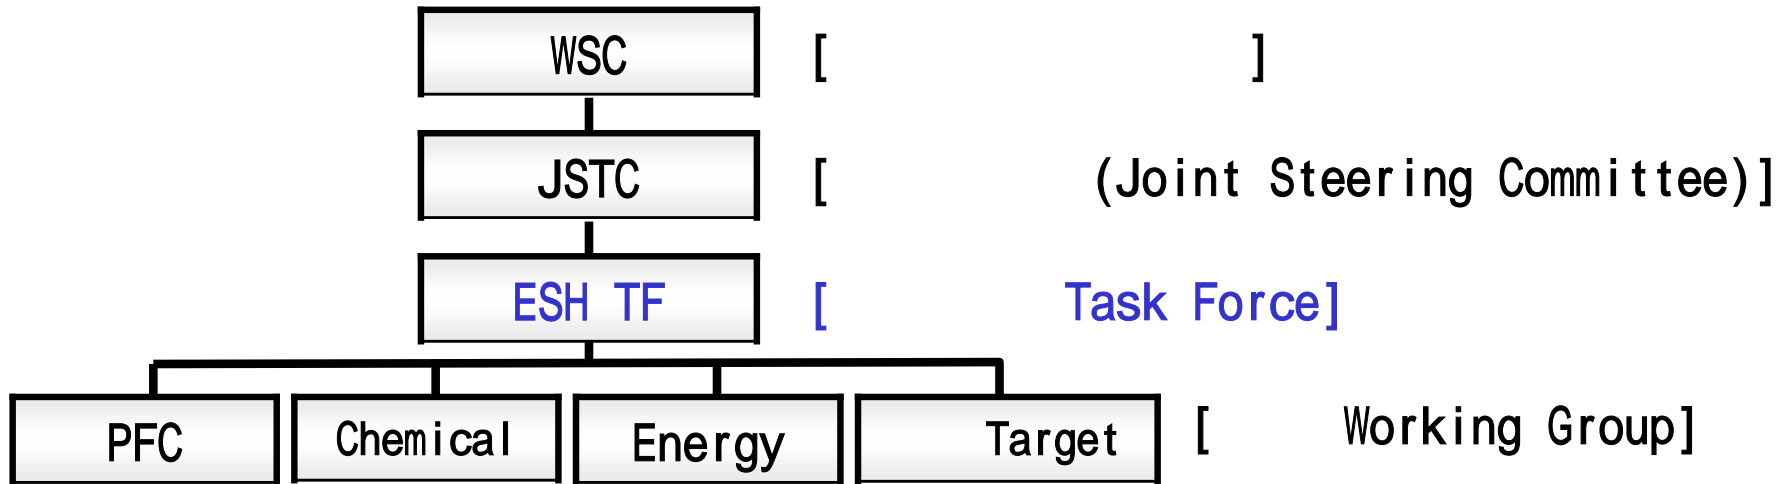 WSC [ ]
JSTC [ (Joint Steering Committee)]
ESH TF [ Task Force]
PFC Chemical Energy Target [ Working Group]